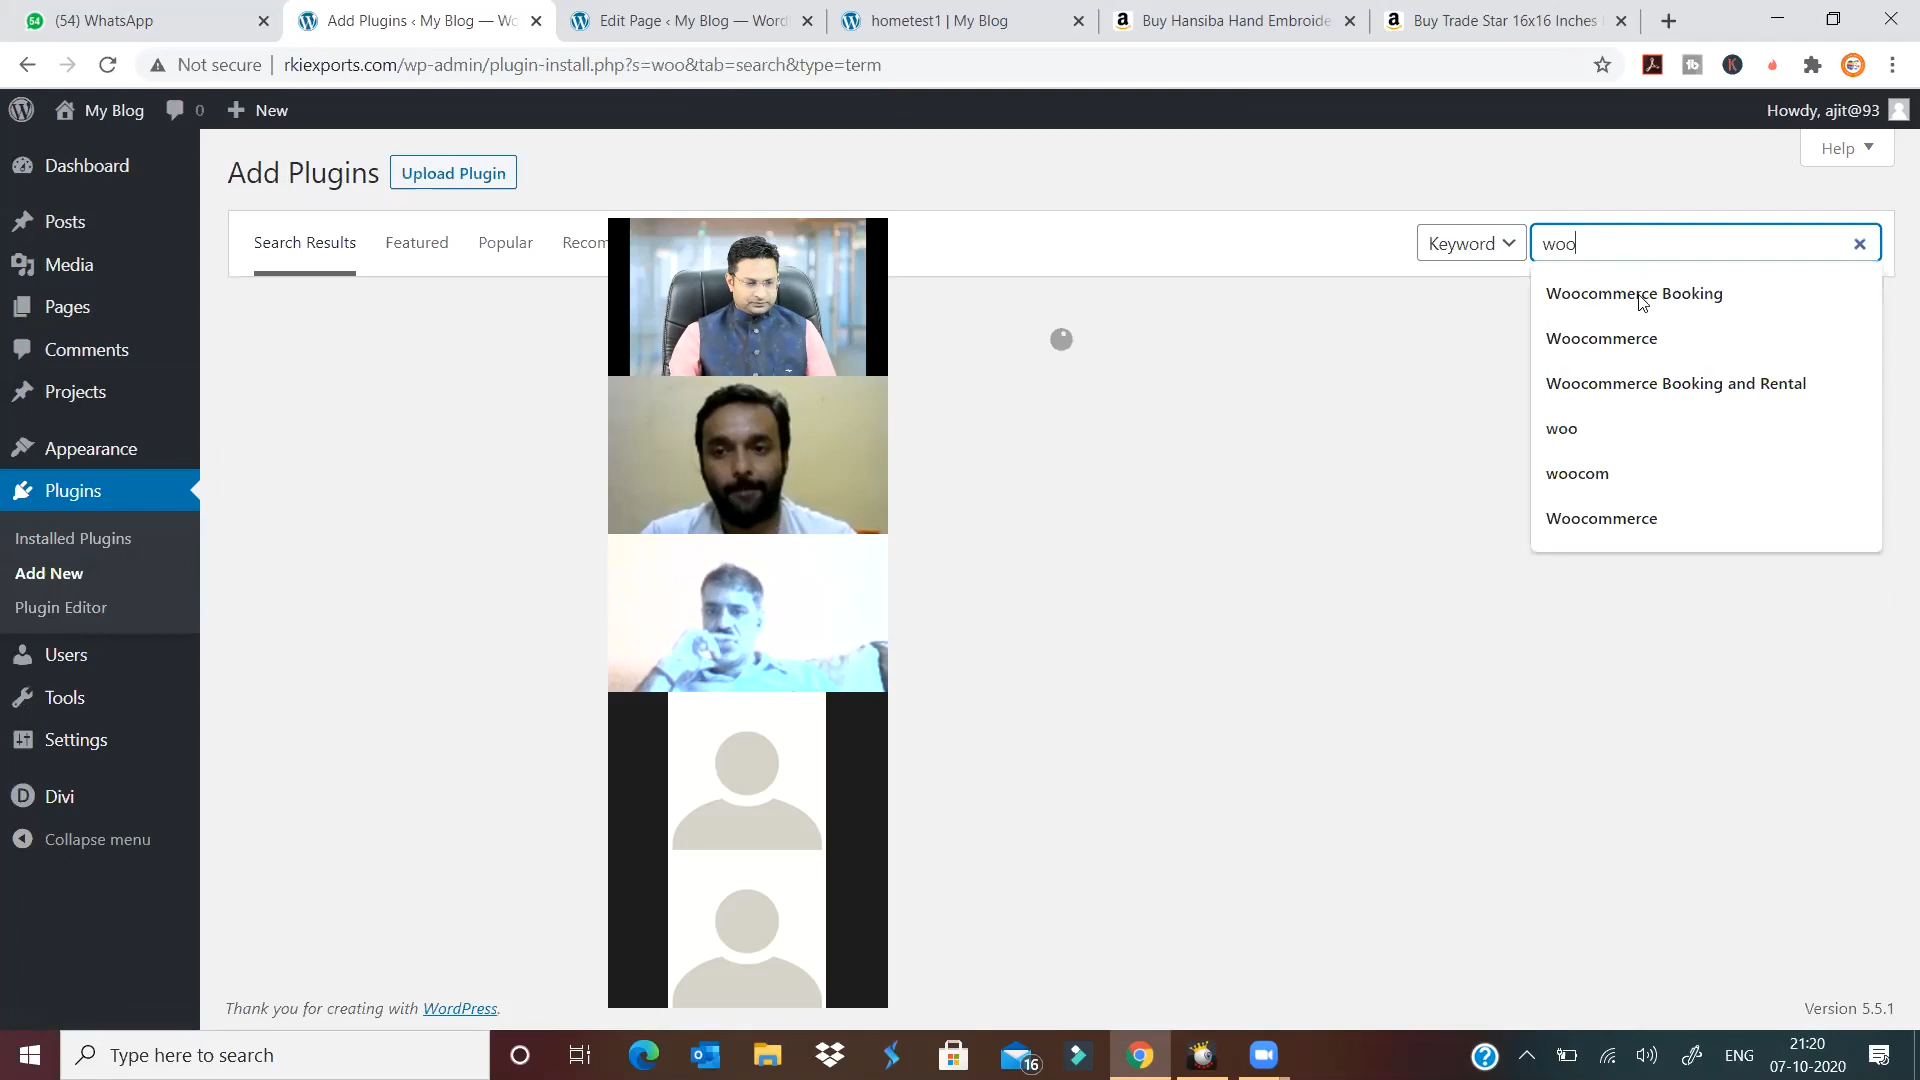 54
(54) WhatsApp
Add Plugins ‹ My Blog — Wo
Edit Page ‹ My Blog — Word
hometest1 | My Blog
Buy Hansiba Hand Embroide
Buy Trade Star 16x16 Inches
Not secure
rkiexports.com/wp-admin/plugin-install.php?s=woo&tab=search&type=term
My Blog
0
New
Howdy, ajit@93
Help
Dashboard
Posts
Media
Pages
Comments
Projects
Appearance
Plugins
Installed Plugins
Add New
Plugin Editor
Users
Tools
Settings
Divi
Collapse menu
Add Plugins
Upload Plugin
Search Results
Featured
Popular
Recom
Keyword
woo
Woocommerce Booking
Woocommerce
Woocommerce Booking and Rental
woo
woocom
Woocommerce
Thank you for creating with WordPress.
Version 5.5.1
Type here to search
16
ENG
21:20
07-10-2020